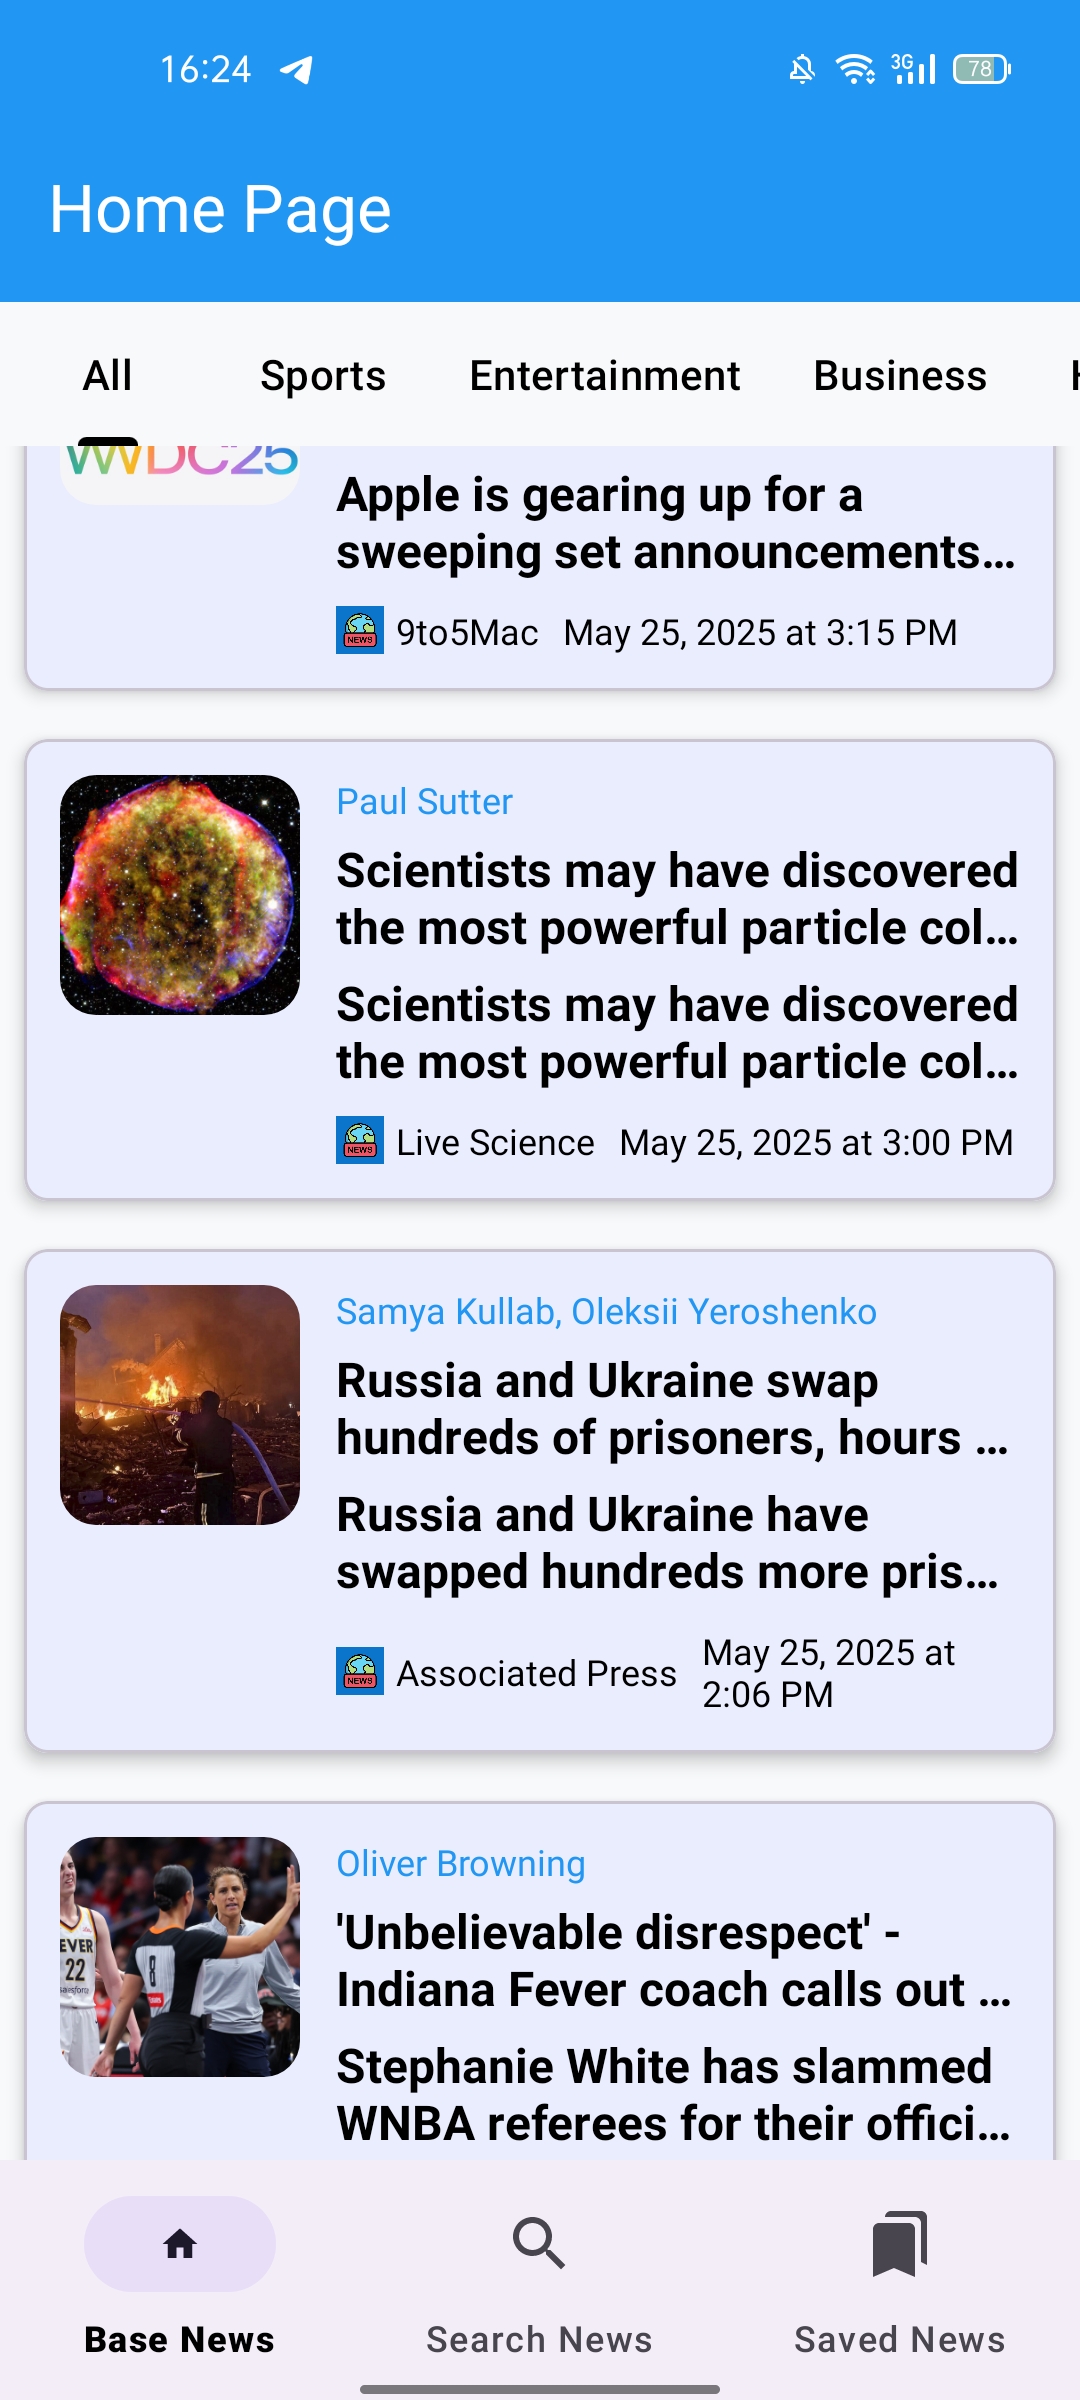 16:24
3G
78
Home Page
All Sports Entertainment Business H
WWDC25
Apple is gearing up for a
sweeping set announcements…
NEWS 9to5Mac May 25, 2025 at 3:15 PM
Paul Sutter
Scientists may have discovered
the most powerful particle col…
Scientists may have discovered
the most powerful particle col…
NEWS Live Science May 25, 2025 at 3:00 PM
Samya Kullab, Oleksii Yeroshenko
Russia and Ukraine swap
hundreds of prisoners, hours …
Russia and Ukraine have
swapped hundreds more pris…
NEWS Associated Press May 25, 2025 at
2:06 PM
EVER
22
salesforce
8
Oliver Browning
'Unbelievable disrespect' -
Indiana Fever coach calls out …
Stephanie White has slammed
WNBA referees for their offici…
Base News Search News Saved News